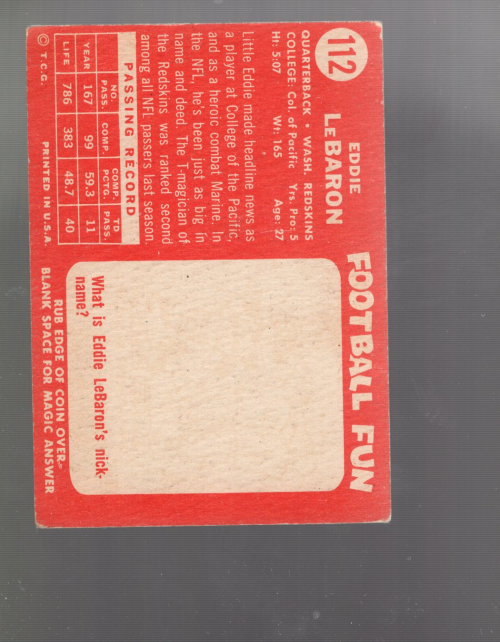 112
EDDIE
LeBARON
QUARTERBACK • WASH. REDSKINS
COLLEGE: Col. of Pacific Yrs. Pro: 5
Ht: 5:07 Wt: 165 Age: 27
Little Eddie made headline news as
a player at College of the Pacific,
and as a heroic combat Marine. In
the NFL, he's been just as big in
name and deed. The T-magician of
the Redskins was ranked second
among all NFL passers last season.
PASSING RECORD
NO. PASS. COMP. COMP. PCTG. TD PASS.
YEAR 167 99 59.3 11
LIFE 786 383 48.7 40
© T.C.G. PRINTED IN U.S.A.
FOOTBALL FUN
What is Eddie LeBaron's nick-
name?
RUB EDGE OF COIN OVER
BLANK SPACE FOR MAGIC ANSWER